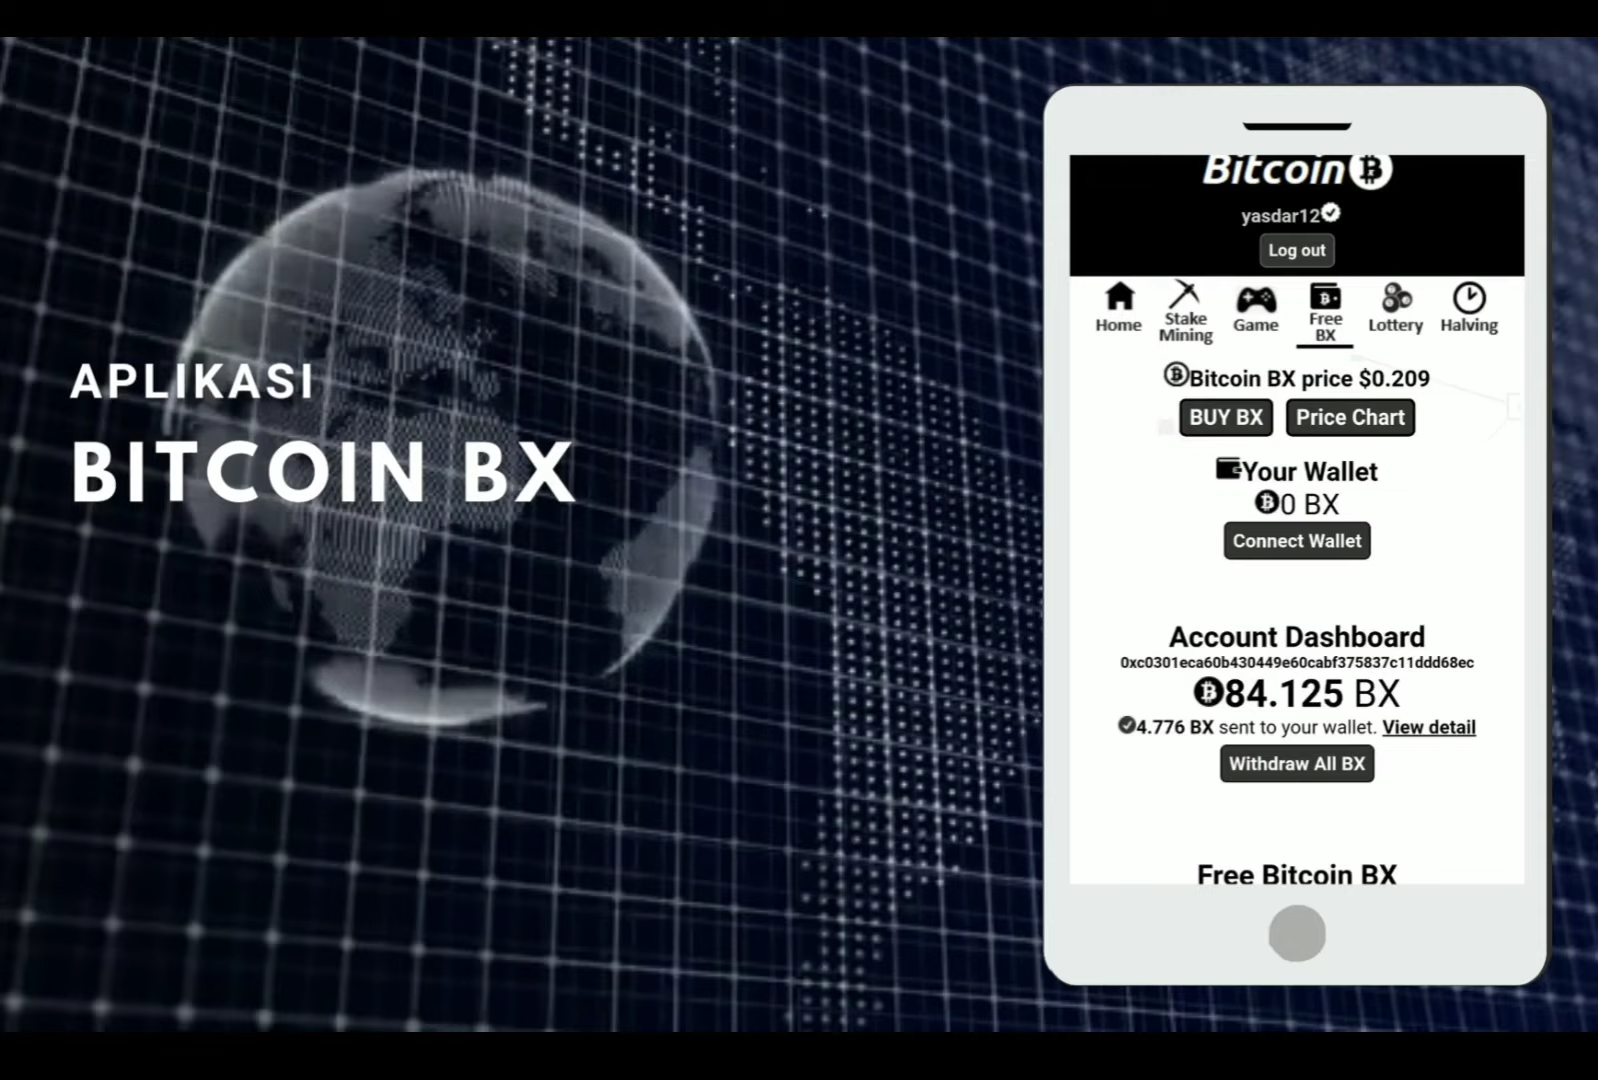 APLIKASI
BITCOIN BX
Bitcoin
yasdar12
Log out
Home
Stake Mining
Game
Free BX
Lottery
Halving
Bitcoin BX price $0.209
BUY BX
Price Chart
Your Wallet
0 BX
Connect Wallet
Account Dashboard
0xc0301eca60b430449e60cabf375837c11ddd68ec
84.125 BX
4.776 BX sent to your wallet. View detail
Withdraw All BX
Free Bitcoin BX